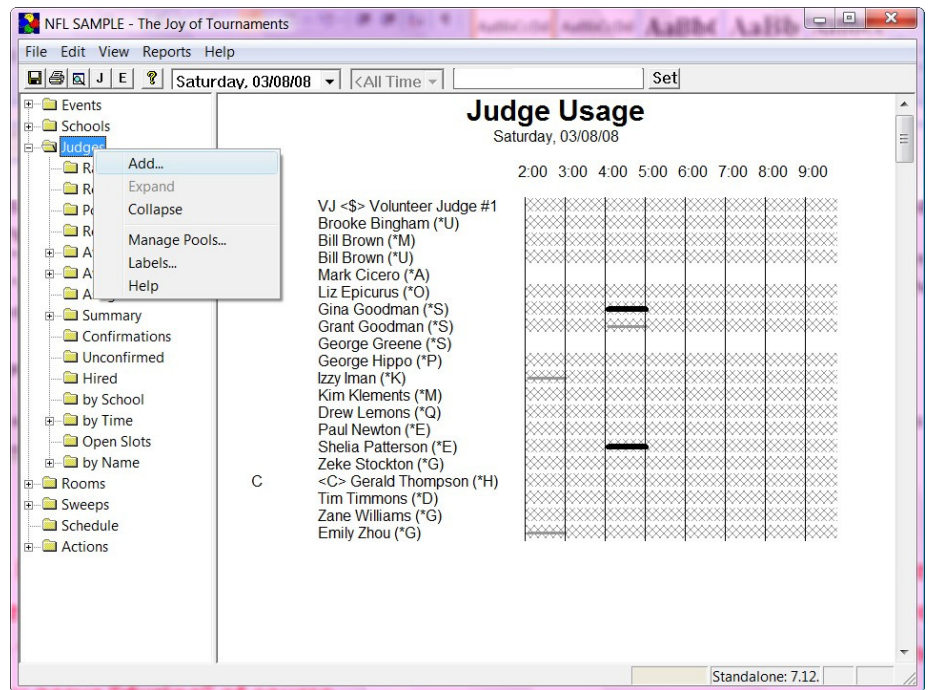 NFL SAMPLE - The Joy of Tournaments
File Edit View Reports Help
J E ? Saturday, 03/08/08 <All Time Set
Events
Schools
Judges
Add...
Expand
Collapse
Manage Pools...
Labels...
Help
Summary
Confirmations
Unconfirmed
Hired
by School
by Time
Open Slots
by Name
Rooms
Sweeps
Schedule
Actions
Judge Usage
Saturday, 03/08/08
2:00 3:00 4:00 5:00 6:00 7:00 8:00 9:00
VJ <$> Volunteer Judge #1
Brooke Bingham (*U)
Bill Brown (*M)
Bill Brown (*U)
Mark Cicero (*A)
Liz Epicurus (*O)
Gina Goodman (*S)
Grant Goodman (*S)
George Greene (*S)
George Hippo (*P)
Izzy Iman (*K)
Kim Klements (*M)
Drew Lemons (*Q)
Paul Newton (*E)
Shelia Patterson (*E)
Zeke Stockton (*G)
C <C> Gerald Thompson (*H)
Tim Timmons (*D)
Zane Williams (*G)
Emily Zhou (*G)
Standalone: 7.12.